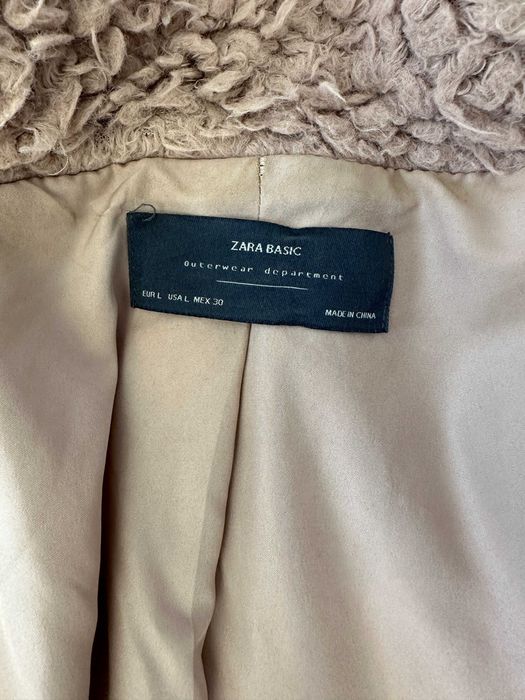 ZARA BASIC
Outerwear department
EUR L USA L MEX 30
MADE IN CHINA